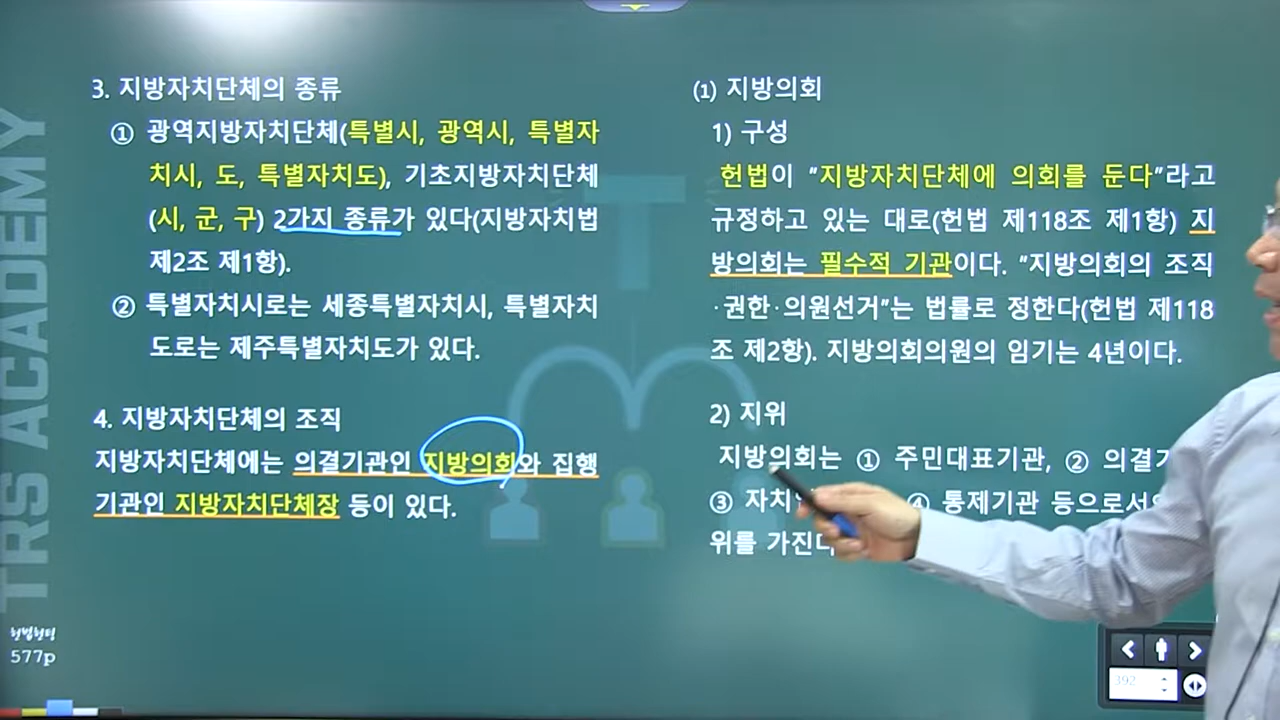 3. 지방자치단체의 종류
① 광역지방자치단체(특별시, 광역시, 특별자
치시, 도, 특별자치도), 기초지방자치단체
(시, 군, 구) 2가지 종류가 있다(지방자치법
제2조 제1항).
② 특별자치시로는 세종특별자치시, 특별자치
도로는 제주특별자치도가 있다.
4. 지방자치단체의 조직
지방자치단체에는 의결기관인 지방의회와 집행
기관인 지방자치단체장 등이 있다.
(1) 지방의회
1) 구성
헌법이 "지방자치단체에 의회를 둔다"라고
규정하고 있는 대로(헌법 제118조 제1항) 지
방의회는 필수적 기관이다. "지방의회의 조직
·권한·의원선거"는 법률로 정한다(헌법 제118
조 제2항). 지방의회의원의 임기는 4년이다.
2) 지위
지방의회는 ① 주민대표기관, ② 의결기
③ 자치 ④ 통제기관 등으로서의
위를 가진다
TRS ACADEMY
577p
392